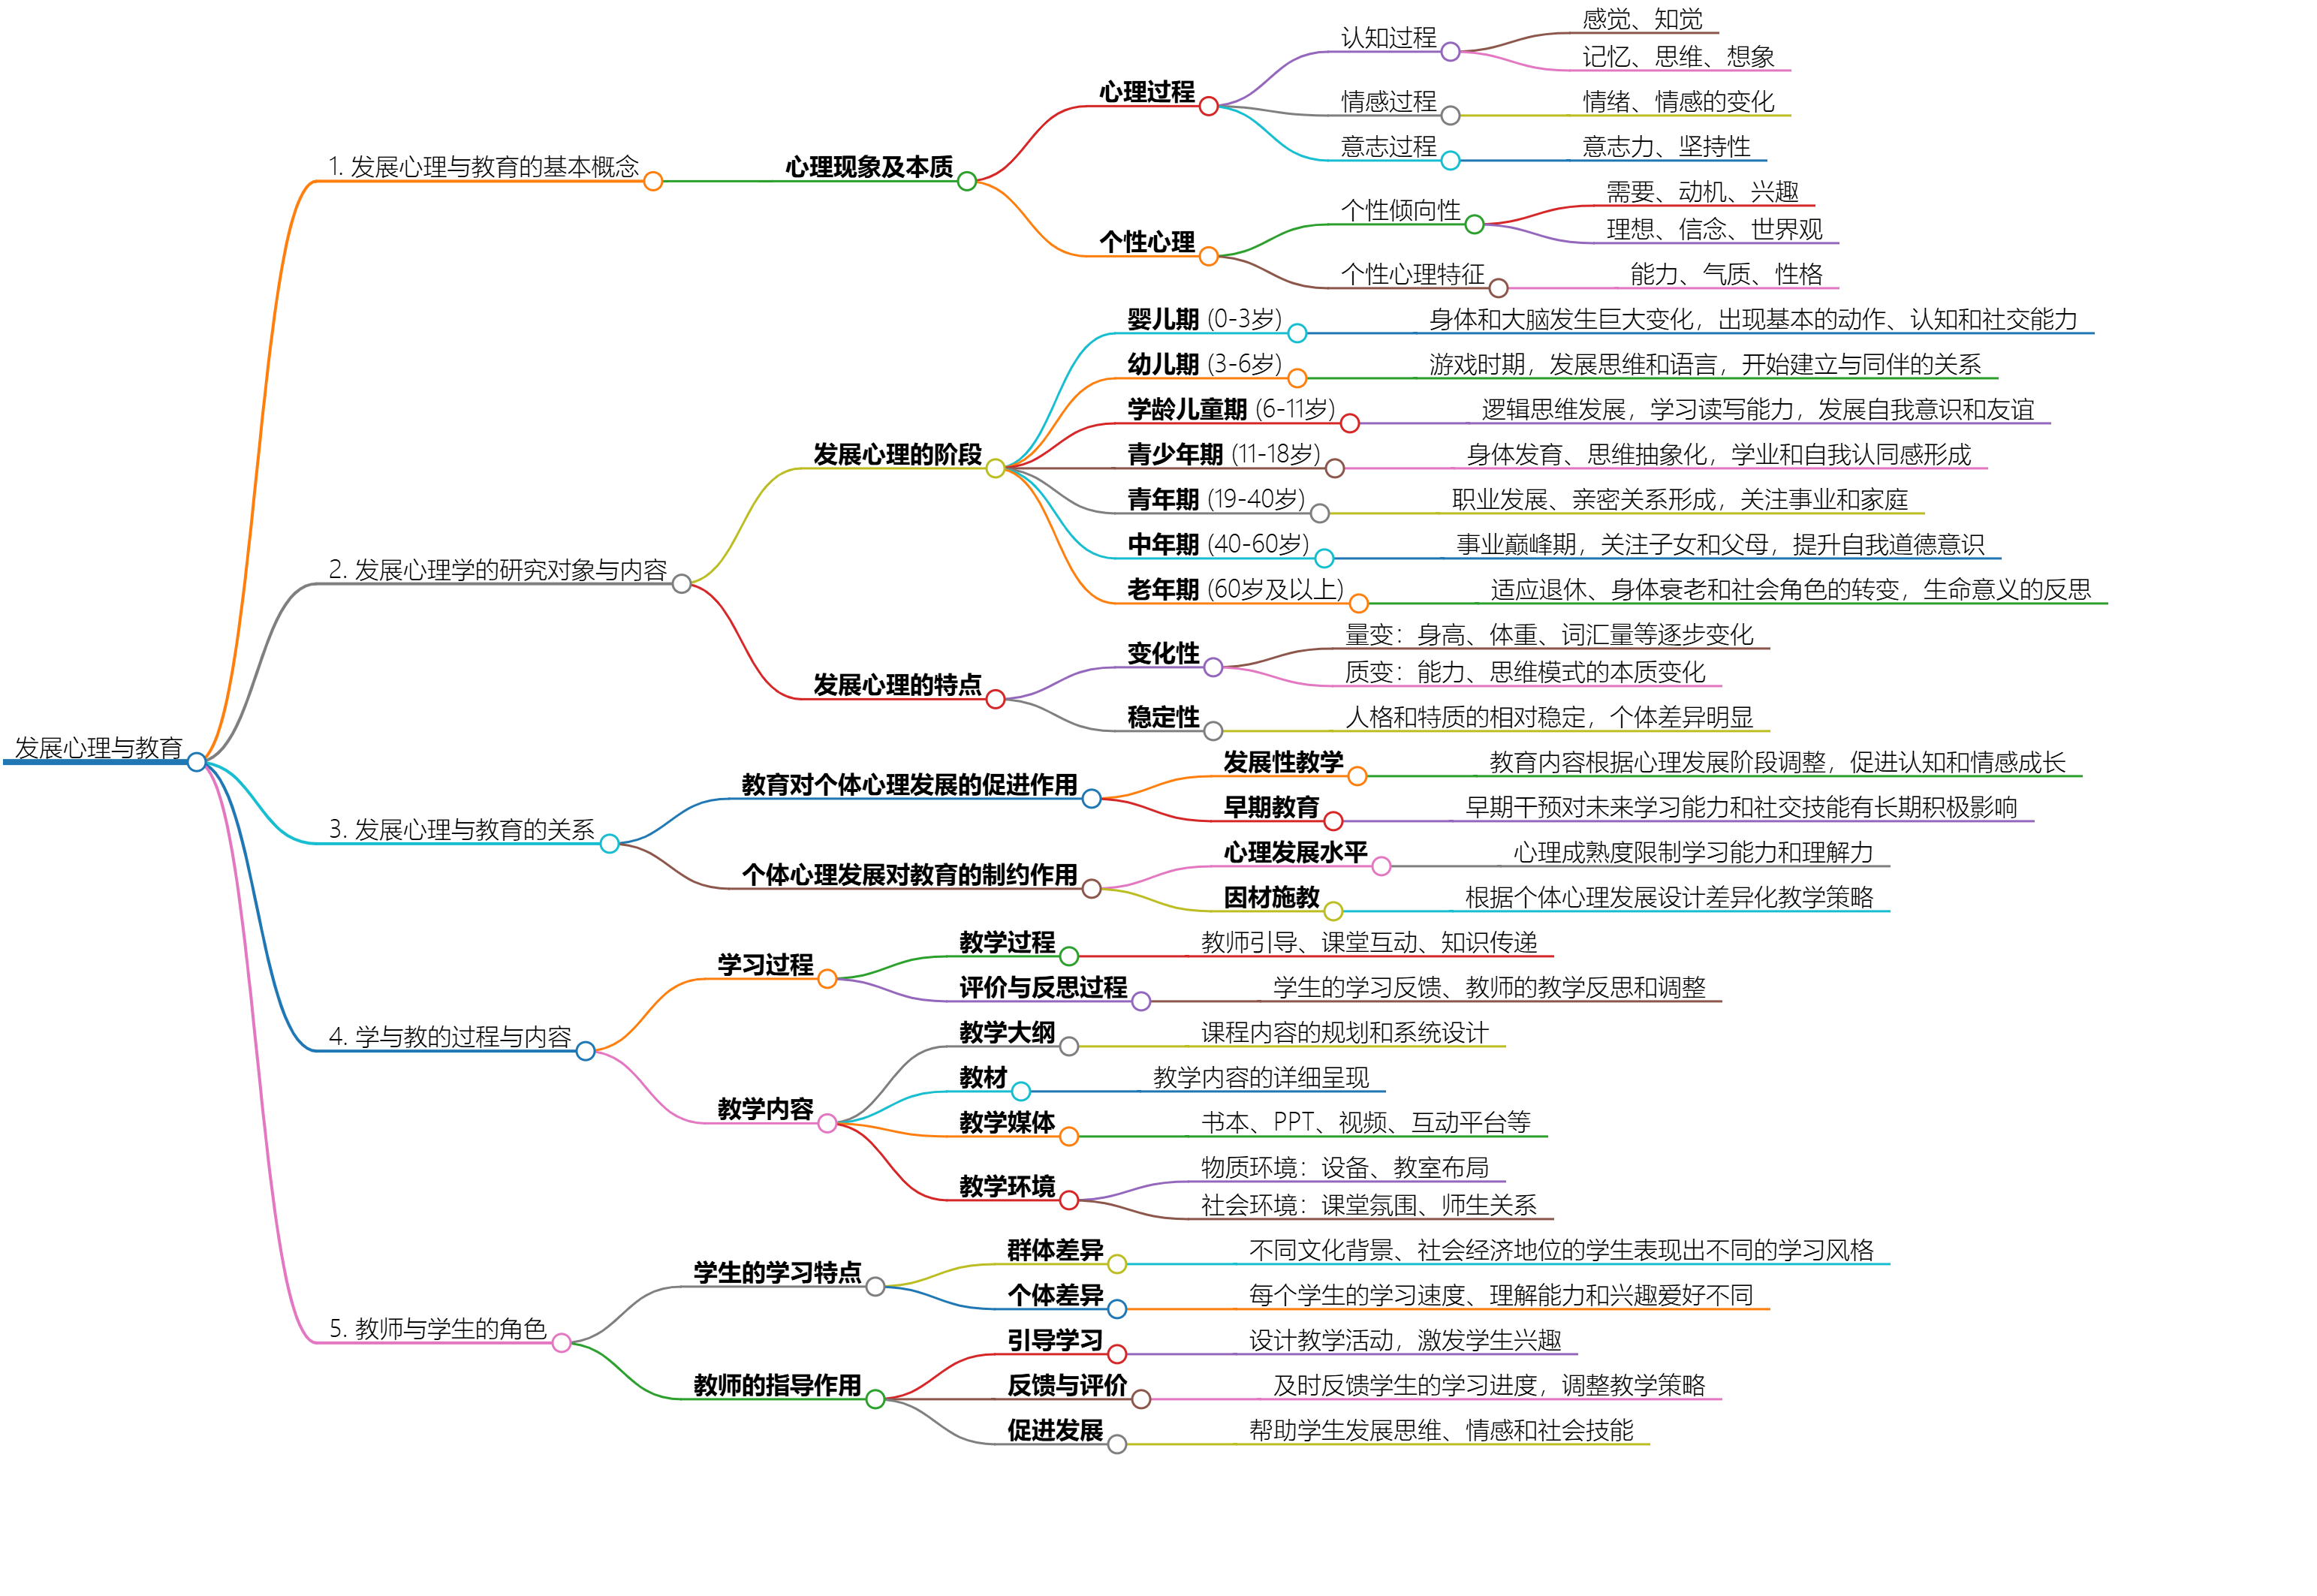 发展心理与教育
1. 发展心理与教育的基本概念
心理现象及本质
心理过程
认知过程
感觉、知觉
记忆、思维、想象
情感过程
情绪、情感的变化
意志过程
意志力、坚持性
个性心理
个性倾向性
需要、动机、兴趣
理想、信念、世界观
个性心理特征
能力、气质、性格
2. 发展心理学的研究对象与内容
发展心理的阶段
婴儿期 (0-3岁)
身体和大脑发生巨大变化，出现基本的动作、认知和社交能力
幼儿期 (3-6岁)
游戏时期，发展思维和语言，开始建立与同伴的关系
学龄儿童期 (6-11岁)
逻辑思维发展，学习读写能力，发展自我意识和友谊
青少年期 (11-18岁)
身体发育、思维抽象化，学业和自我认同感形成
青年期 (19-40岁)
职业发展、亲密关系形成，关注事业和家庭
中年期 (40-60岁)
事业巅峰期，关注子女和父母，提升自我道德意识
老年期 (60岁及以上)
适应退休、身体衰老和社会角色的转变，生命意义的反思
发展心理的特点
变化性
量变：身高、体重、词汇量等逐步变化
质变：能力、思维模式的本质变化
稳定性
人格和特质的相对稳定，个体差异明显
3. 发展心理与教育的关系
教育对个体心理发展的促进作用
发展性教学
教育内容根据心理发展阶段调整，促进认知和情感成长
早期教育
早期干预对未来学习能力和社交技能有长期积极影响
个体心理发展对教育的制约作用
心理发展水平
心理成熟度限制学习能力和理解力
因材施教
根据个体心理发展设计差异化教学策略
4. 学与教的过程与内容
学习过程
教学过程
教师引导、课堂互动、知识传递
评价与反思过程
学生的学习反馈、教师的教学反思和调整
教学内容
教学大纲
课程内容的规划和系统设计
教材
教学内容的详细呈现
教学媒体
书本、PPT、视频、互动平台等
教学环境
物质环境：设备、教室布局
社会环境：课堂氛围、师生关系
5. 教师与学生的角色
学生的学习特点
群体差异
不同文化背景、社会经济地位的学生表现出不同的学习风格
个体差异
每个学生的学习速度、理解能力和兴趣爱好不同
教师的指导作用
引导学习
设计教学活动，激发学生兴趣
反馈与评价
及时反馈学生的学习进度，调整教学策略
促进发展
帮助学生发展思维、情感和社会技能